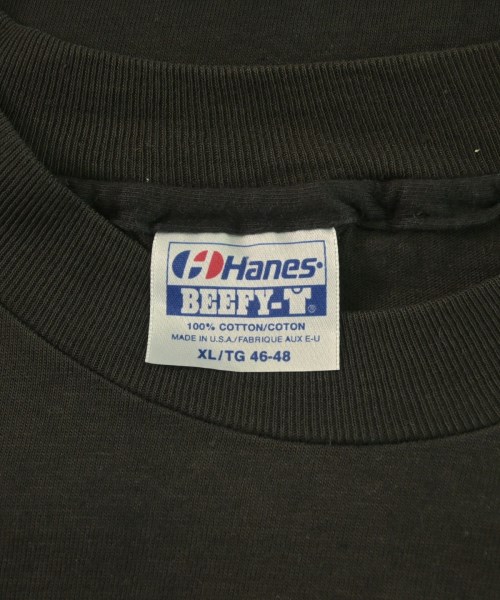 Hanes.
BEEFY-T®
100% COTTON/COTON
MADE IN U.S.A./FABRIQUE AUX E-U
XL/TG 46-48